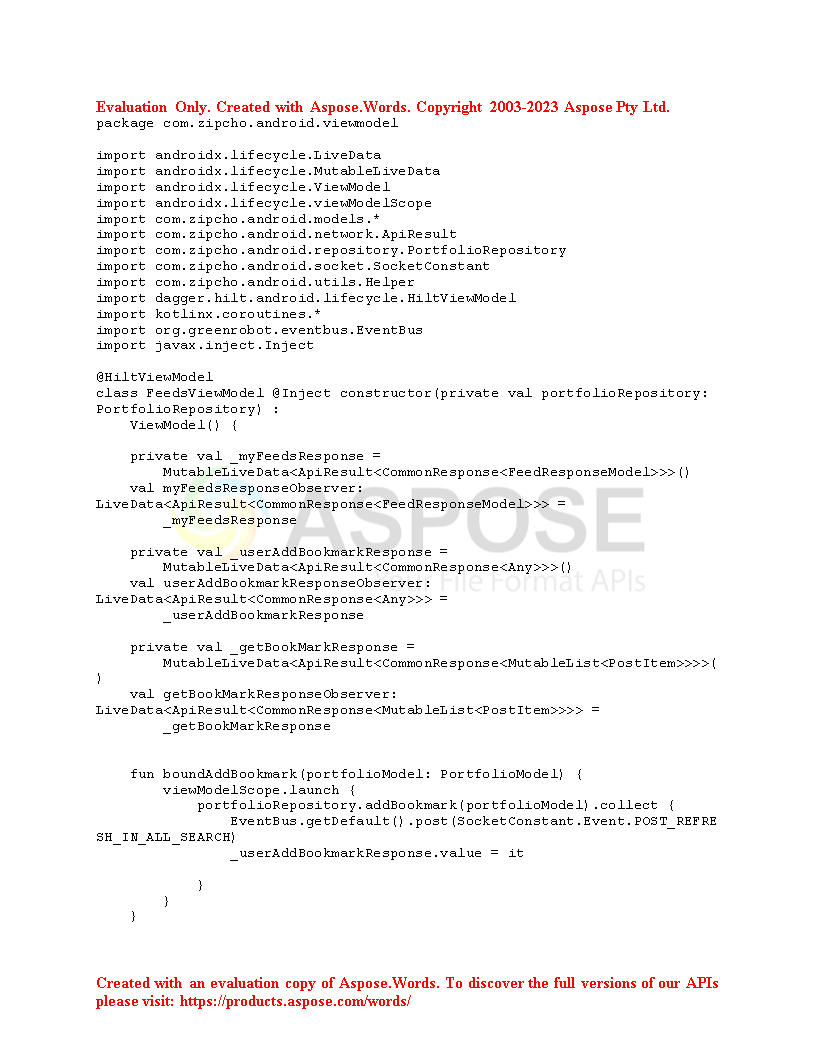 Evaluation Only. Created with Aspose.Words. Copyright 2003-2023 Aspose Pty Ltd.
package com.zipcho.android.viewmodel
import androidx.lifecycle.LiveData
import androidx.lifecycle.MutableLiveData
import androidx.lifecycle.ViewModel
import androidx.lifecycle.viewModelScope
import com.zipcho.android.models.*
import com.zipcho.android.network.ApiResult
import com.zipcho.android.repository.PortfolioRepository
import com.zipcho.android.socket.SocketConstant
import com.zipcho.android.utils.Helper
import dagger.hilt.android.lifecycle.HiltViewModel
import kotlinx.coroutines.*
import org.greenrobot.eventbus.EventBus
import javax.inject.Inject
@HiltViewModel
class FeedsViewModel @Inject constructor(private val portfolioRepository:
PortfolioRepository) :
    ViewModel() {
    private val _myFeedsResponse =
        MutableLiveData<ApiResult<CommonResponse<FeedResponseModel>>>()
    val myFeedsResponseObserver:
LiveData<ApiResult<CommonResponse<FeedResponseModel>>> =
        _myFeedsResponse
ASPOSE
    private val _userAddBookmarkResponse =
        MutableLiveData<ApiResult<CommonResponse<Any>>>()
    val userAddBookmarkResponseObserver:
File Format APIs
LiveData<ApiResult<CommonResponse<Any>>> =
        _userAddBookmarkResponse
    private val _getBookMarkResponse =
        MutableLiveData<ApiResult<CommonResponse<MutableList<PostItem>>>>(
)
    val getBookMarkResponseObserver:
LiveData<ApiResult<CommonResponse<MutableList<PostItem>>>> =
        _getBookMarkResponse
    fun boundAddBookmark(portfolioModel: PortfolioModel) {
        viewModelScope.launch {
            portfolioRepository.addBookmark(portfolioModel).collect {
                EventBus.getDefault().post(SocketConstant.Event.POST_REFRE
SH_IN_ALL_SEARCH)
                _userAddBookmarkResponse.value = it
            }
        }
    }
Created with an evaluation copy of Aspose.Words. To discover the full versions of our APIs
please visit: https://products.aspose.com/words/